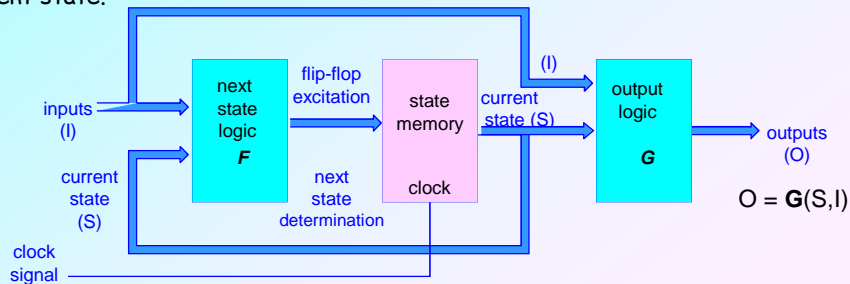 state.
(I)
flip-flop
excitation
next
state
logic
F
state
memory
clock
current
state (S)
output
logic
G
inputs
(I)
outputs
(O)
current
state
(S)
next
state
determination
O = G(S,I)
clock
signal